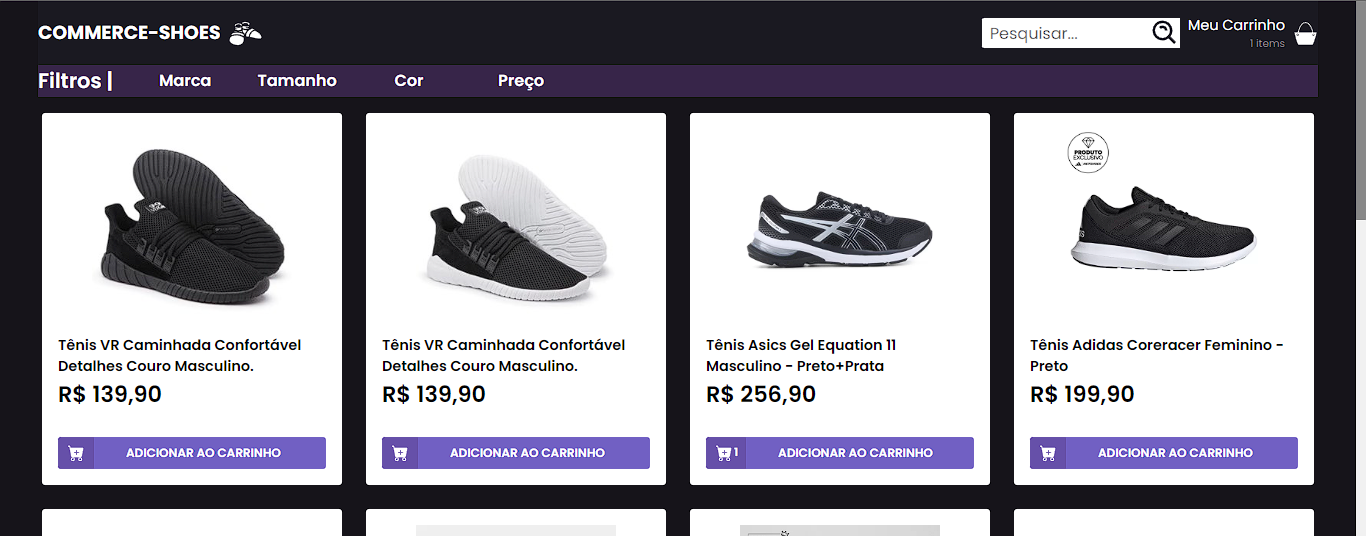 COMMERCE-SHOES
Pesquisar...
Meu Carrinho
1 items
Filtros |
Marca
Tamanho
Cor
Preço
PRODUTO
EXCLUSIVO
Tênis VR Caminhada Confortável
Detalhes Couro Masculino.
R$ 139,90
ADICIONAR AO CARRINHO
Tênis VR Caminhada Confortável
Detalhes Couro Masculino.
R$ 139,90
ADICIONAR AO CARRINHO
Tênis Asics Gel Equation 11
Masculino - Preto+Prata
R$ 256,90
1
ADICIONAR AO CARRINHO
Tênis Adidas Coreracer Feminino -
Preto
R$ 199,90
ADICIONAR AO CARRINHO